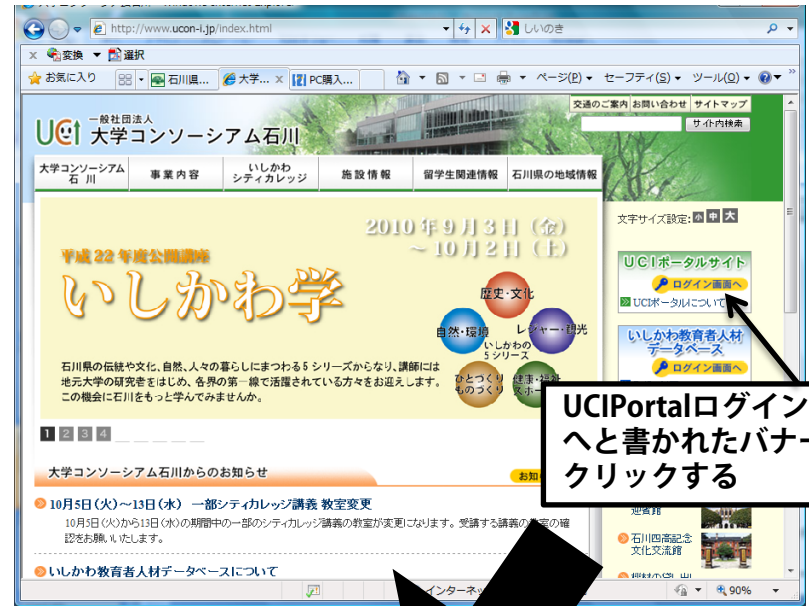 http://www.ucon-i.jp/index.html
しいのき
x 変換 ▼ 選択
お気に入り
石川県...
大学... x
PC購入...
ページ(P) ▼ セーフティ(S) ▼ ツール(O) ▼
交通のご案内 お問い合わせ サイトマップ
サイト内検索
UCI 一般社団法人
大学コンソーシアム石川
大学コンソーシアム
石 川
事業内容
いしかわ
シティカレッジ
施設情報
留学生関連情報
石川県の地域情報
文字サイズ設定: 小 中 大
2010年9月3日(金)
～10月2日(土)
平成22年度公開講座
いしかわ学
歴史・文化
自然・環境
レジャー・観光
いしかわの
5シリーズ
ひとづくり
ものづくり
健康・福祉
スポー
石川県の伝統や文化、自然、人々の暮らしにまつわる5シリーズからなり、講師には
地元大学の研究者をはじめ、各界の第一線で活躍されている方々をお迎えします。
この機会に石川をもっと学んでみませんか。
1 2 3 4
UCIポータルサイト
ログイン画面へ
UCIポータルについて
いしかわ教育者人材
データベース
ログイン画面へ
UCIPortalログイン
へと書かれたバナー
クリックする
大学コンソーシアム石川からのお知らせ
10月5日(火)～13日(水) 一部シティカレッジ講義 教室変更
10月5日(火)から13日(水)の期間中の一部のシティカレッジ講義の教室が変更になります。受講する講義の教室の確
認をお願いいたします。
いしかわ教育者人材データベースについて
迎賓館
石川四高記念
文化交流館
インターネッ
90%